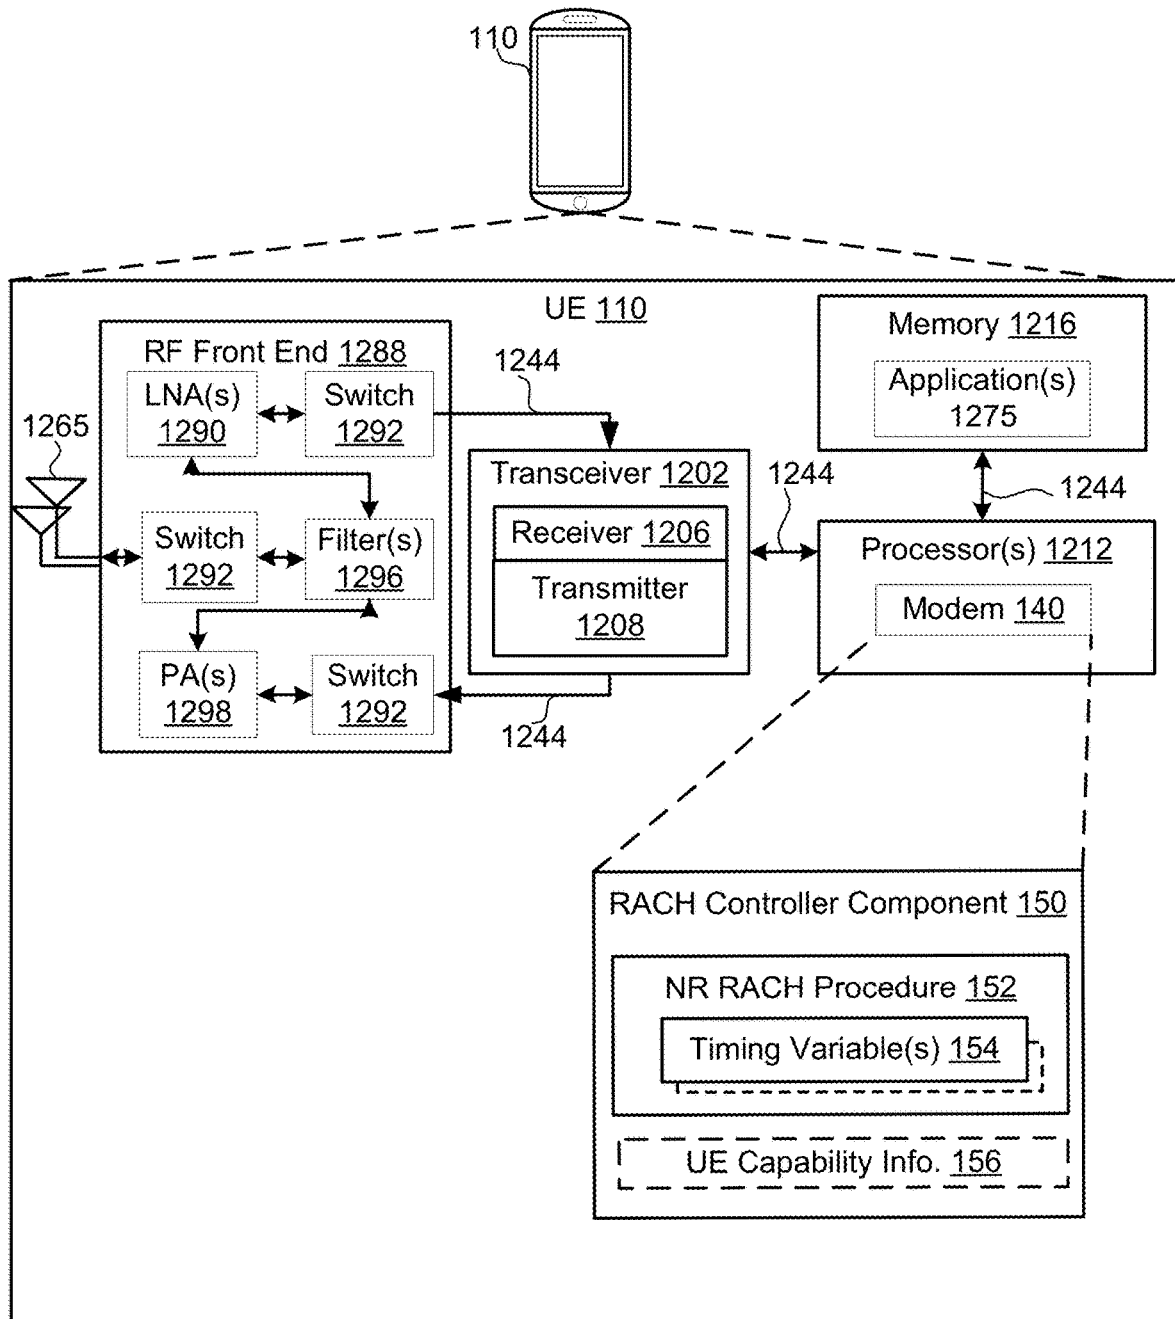 110
UE 110
RF Front End 1288
LNA(s)
1290
Switch
1292
1244
1265
Switch
1292
Filter(s)
1296
PA(s)
1298
Switch
1292
1244
Transceiver 1202
Receiver 1206
Transmitter
1208
1244
Memory 1216
Application(s)
1275
1244
Processor(s) 1212
Modem 140
RACH Controller Component 150
NR RACH Procedure 152
Timing Variable(s) 154
UE Capability Info. 156